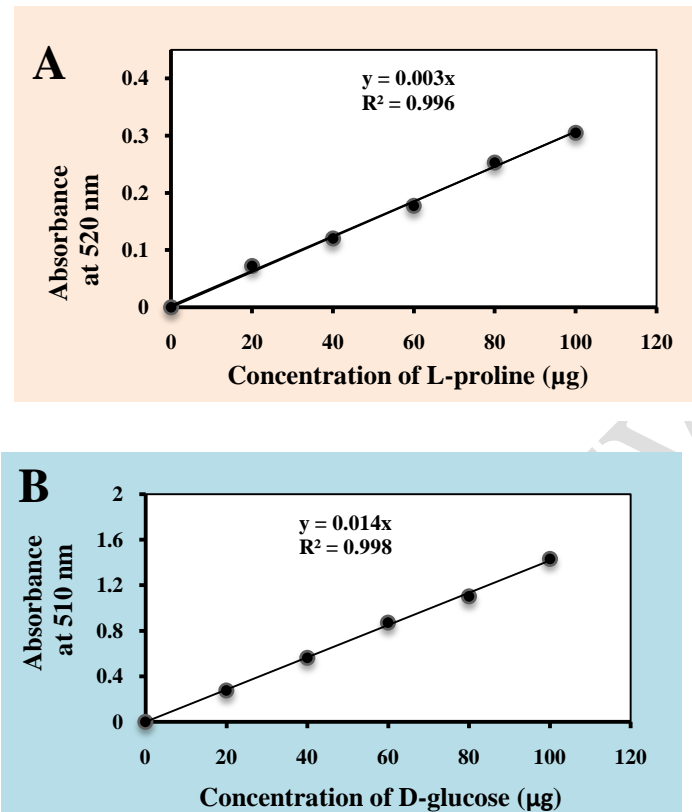 A
y = 0.003x
R² = 0.996
0.4
0.3
0.2
0.1
0
Absorbance
at 520 nm
0 20 40 60 80 100 120
Concentration of L-proline (µg)
B
y = 0.014x
R² = 0.998
2
1.6
1.2
0.8
0.4
0
Absorbance
at 510 nm
0 20 40 60 80 100 120
Concentration of D-glucose (µg)